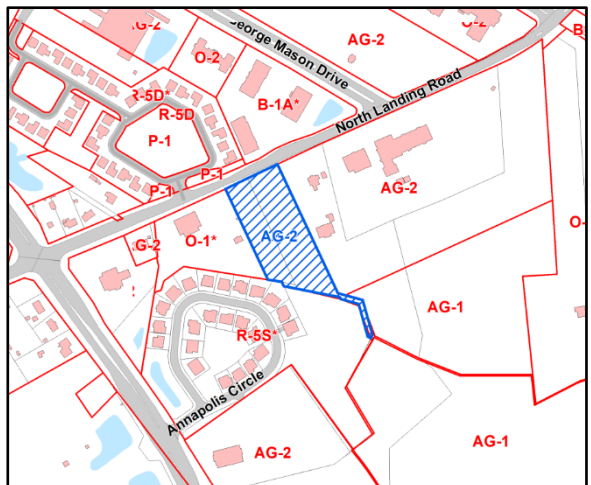 AG-2
George Mason Drive
O-2
AG-2
O-2
B
R-5D*
R-5D
P-1
B-1A*
North Landing Road
P-1
P-1
AG-2
G-2
O-1*
AG-2
O-
AG-1
R-5S*
Annapolis Circle
AG-2
AG-1